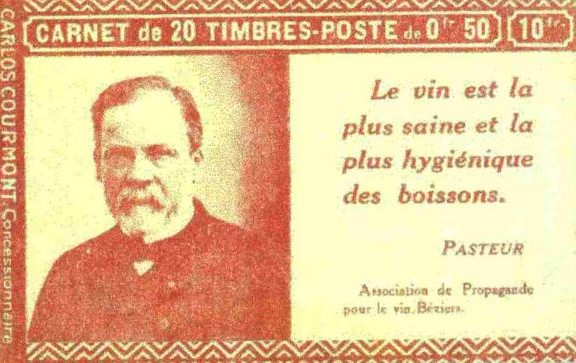 CARNET de 20 TIMBRES-POSTE de 0fr 50 10fr
CARLOS COURMONT. Concessionnaire
Le vin est la
plus saine et la
plus hygiénique
des boissons.
PASTEUR
Association de Propagande
pour le vin, Béziers.